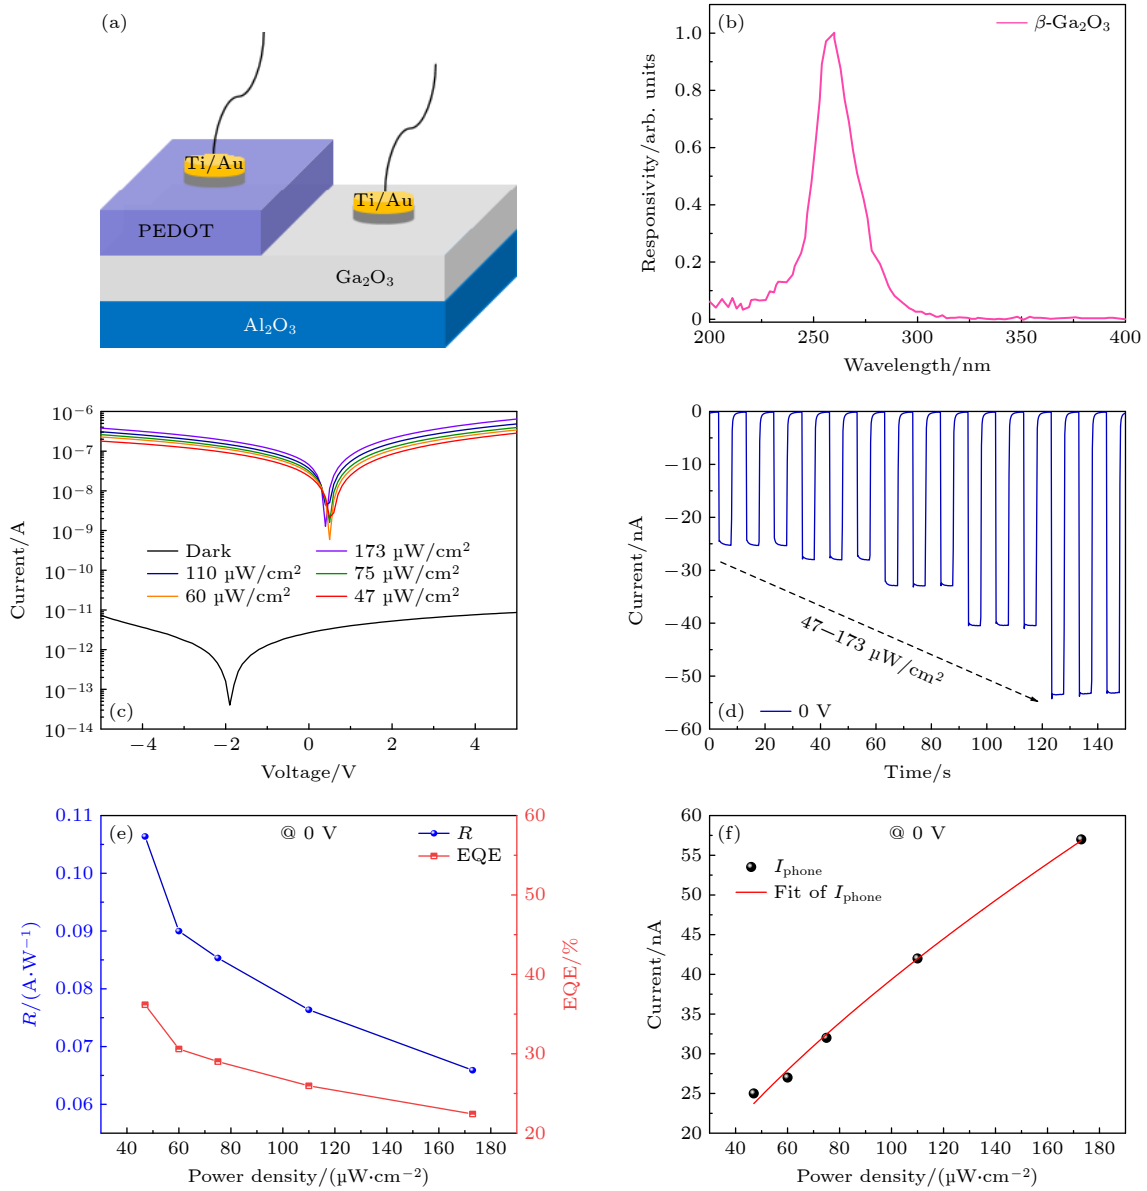 (a)
Ti/Au
Ti/Au
PEDOT
Ga₂O₃
Al₂O₃
(b)
β-Ga₂O₃
1.0
0.8
0.6
0.4
0.2
0
200 250 300 350 400
Responsivity/arb. units
Wavelength/nm
10⁻⁶
10⁻⁷
10⁻⁸
10⁻⁹
10⁻¹⁰
10⁻¹¹
10⁻¹²
10⁻¹³
10⁻¹⁴
Current/A
Dark 173 µW/cm²
110 µW/cm² 75 µW/cm²
60 µW/cm² 47 µW/cm²
(c)
−4 −2 0 2 4
Voltage/V
0
−10
−20
−30
−40
−50
−60
Current/nA
47—173 µW/cm²
(d)
0 V
0 20 40 60 80 100 120 140
Time/s
(e)
@ 0 V
R
EQE
0.11
0.10
0.09
0.08
0.07
0.06
R/(A·W⁻¹)
60
50
40
30
20
EQE/%
40 60 80 100 120 140 160 180
Power density/(µW·cm⁻²)
(f)
@ 0 V
I_phone
Fit of I_phone
60
55
50
45
40
35
30
25
20
Current/nA
40 60 80 100 120 140 160 180
Power density/(µW·cm⁻²)